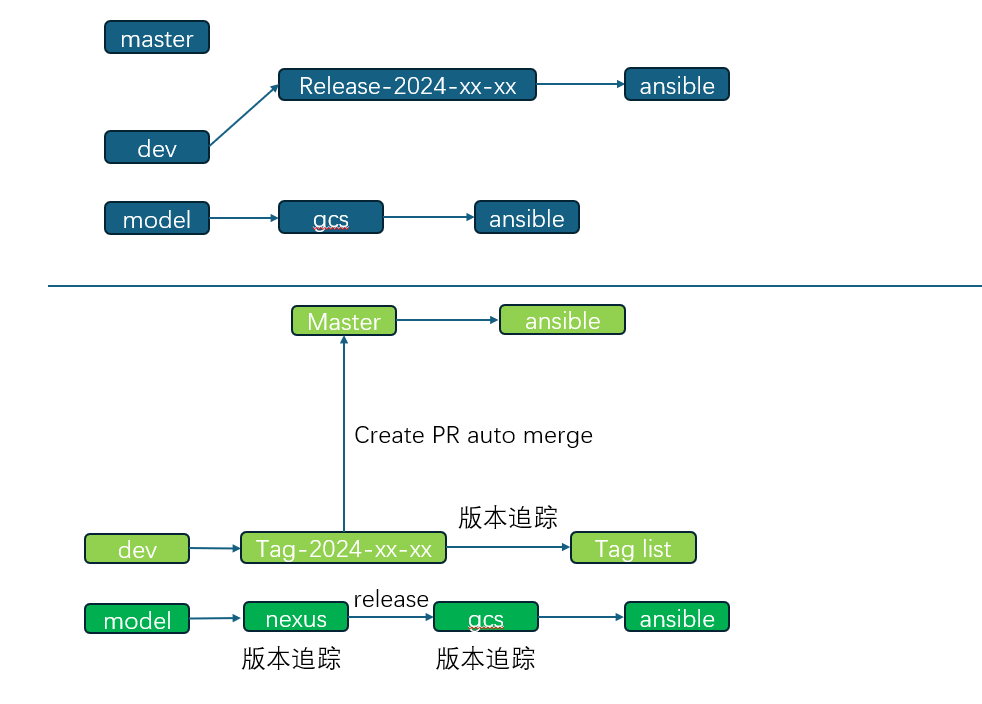 master
Release-2024-xx-xx
ansible
dev
model
gcs
ansible
Master
ansible
Create PR auto merge
版本追踪
dev
Tag-2024-xx-xx
Tag list
release
model
nexus
gcs
ansible
版本追踪
版本追踪